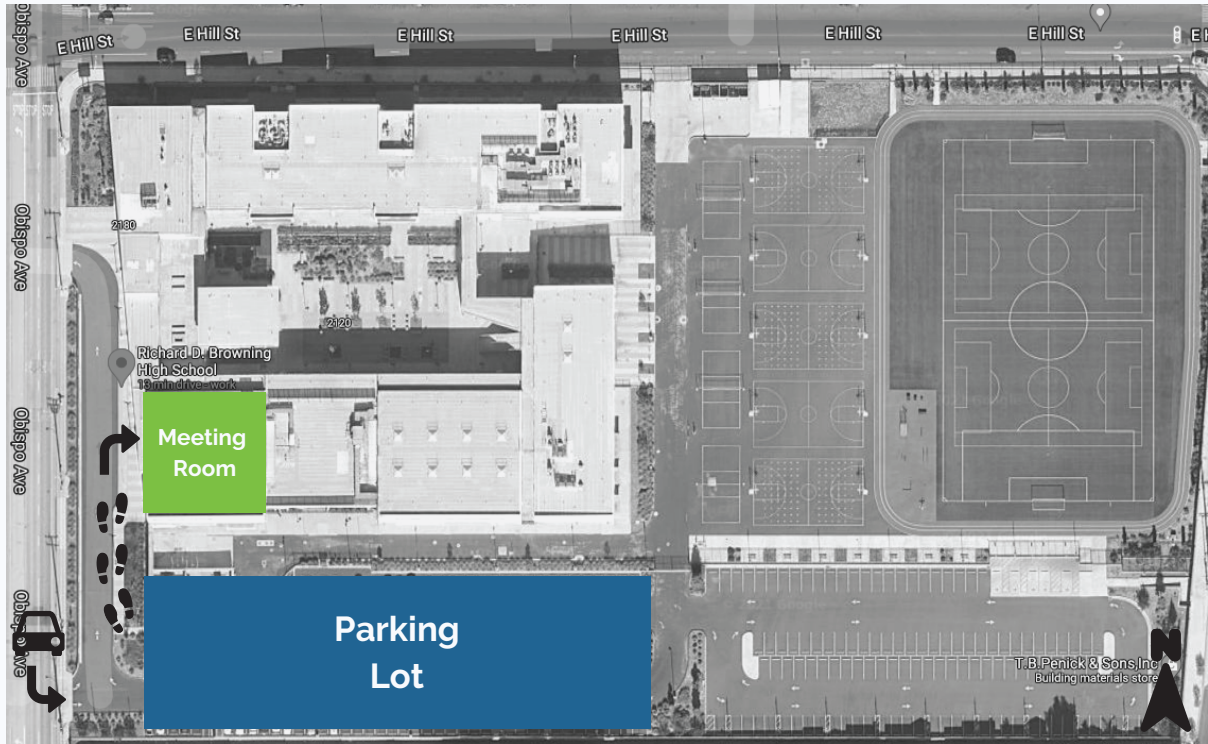 Obispo Ave
E Hill St
E Hill St
E Hill St
E Hill St
E Hill St
E Hill St
E H
Obispo Ave
2180
2120
Richard D. Browning
High School
13 min drive - work
Obispo Ave
Meeting
Room
Obispo Ave
Parking
Lot
T.B.Penick & Sons,Inc
Building materials store
N